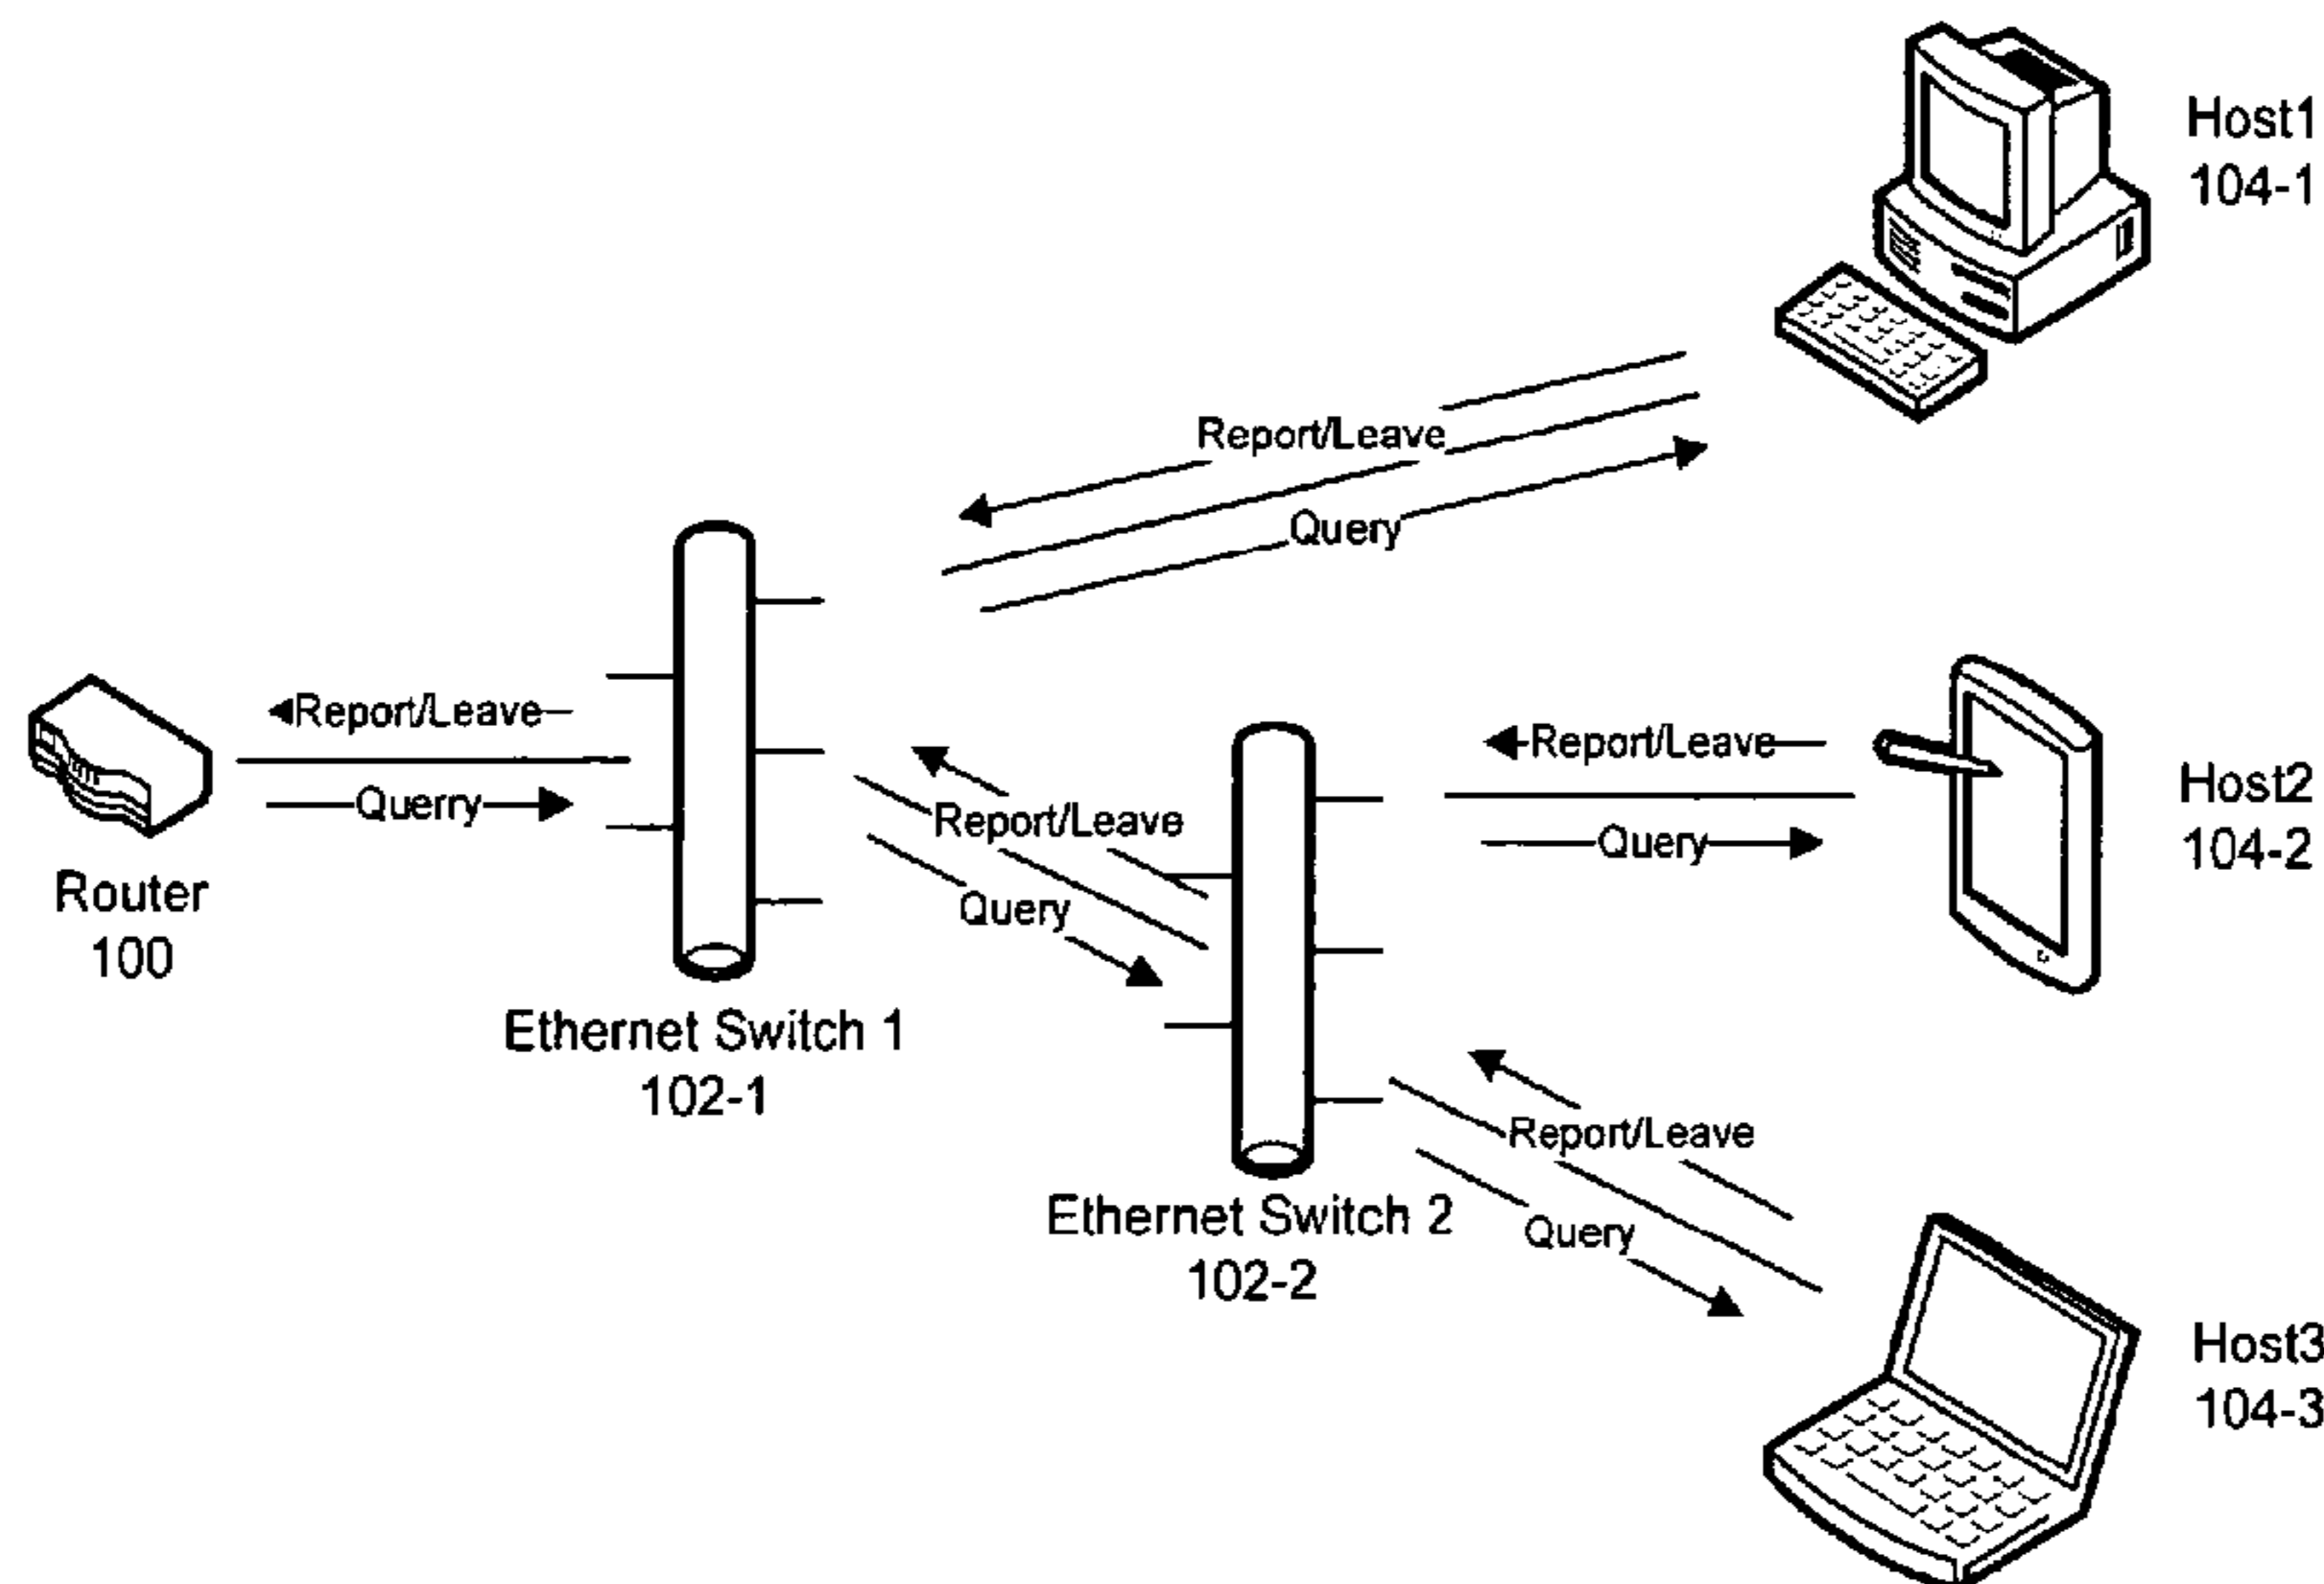 Host1
104-1
Report/Leave
Query
Report/Leave
Querry
Router
100
Ethernet Switch 1
102-1
Report/Leave
Query
Report/Leave
Query
Host2
104-2
Ethernet Switch 2
102-2
Report/Leave
Query
Host3
104-3